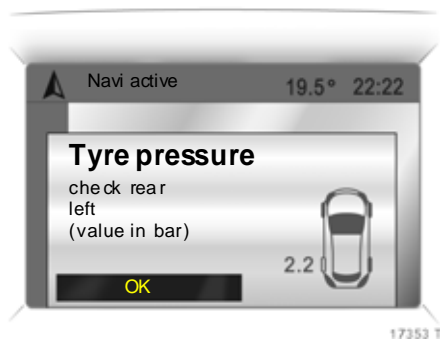 Navi active 19.5° 22:22
Tyre pressure
check rear
left
(value in bar)
2.2
OK
17353 T